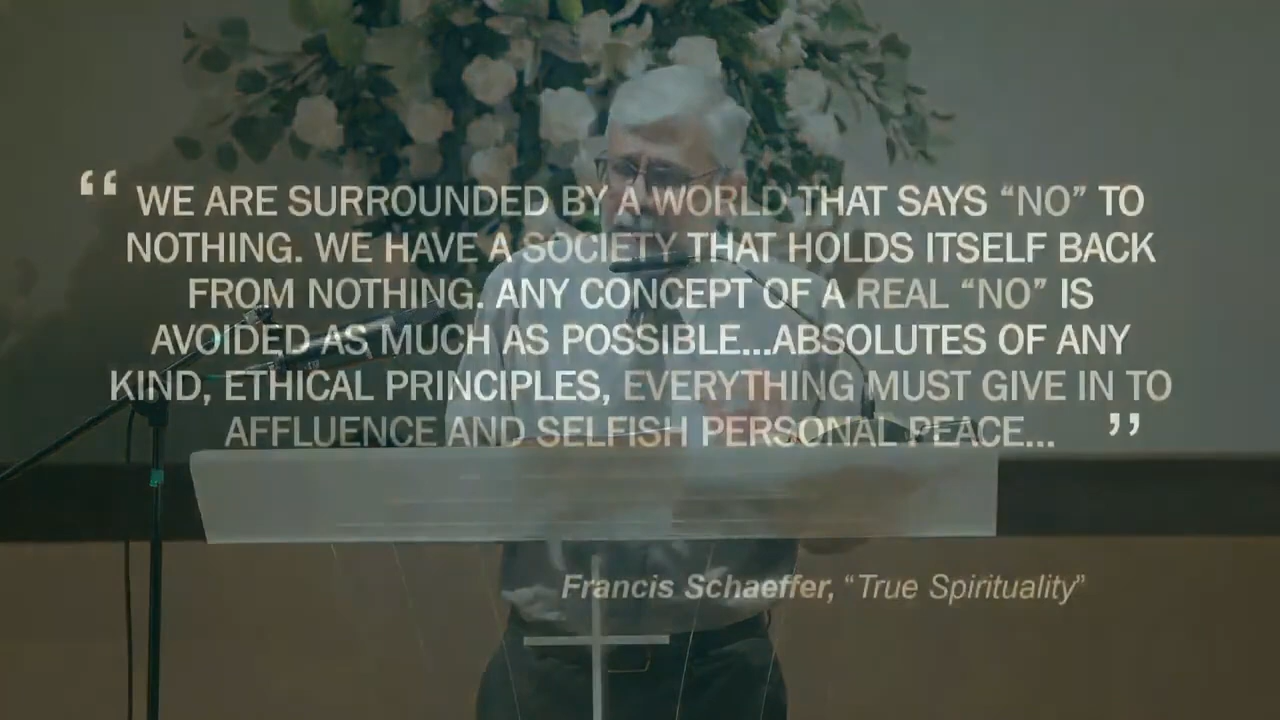 “ WE ARE SURROUNDED BY A WORLD THAT SAYS “NO” TO
NOTHING. WE HAVE A SOCIETY THAT HOLDS ITSELF BACK
FROM NOTHING. ANY CONCEPT OF A REAL “NO” IS
AVOIDED AS MUCH AS POSSIBLE...ABSOLUTES OF ANY
KIND, ETHICAL PRINCIPLES, EVERYTHING MUST GIVE IN TO
AFFLUENCE AND SELFISH PERSONAL PEACE... ”
Francis Schaeffer, “True Spirituality”